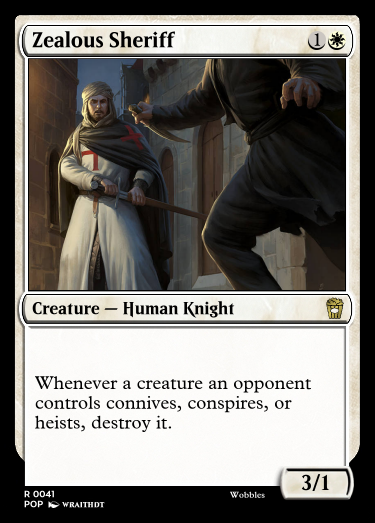 Zealous Sheriff 1
Creature — Human Knight
Whenever a creature an opponent
controls connives, conspires, or
heists, destroy it.
3/1
R 0041
POP WRAITHDT
Wobbles